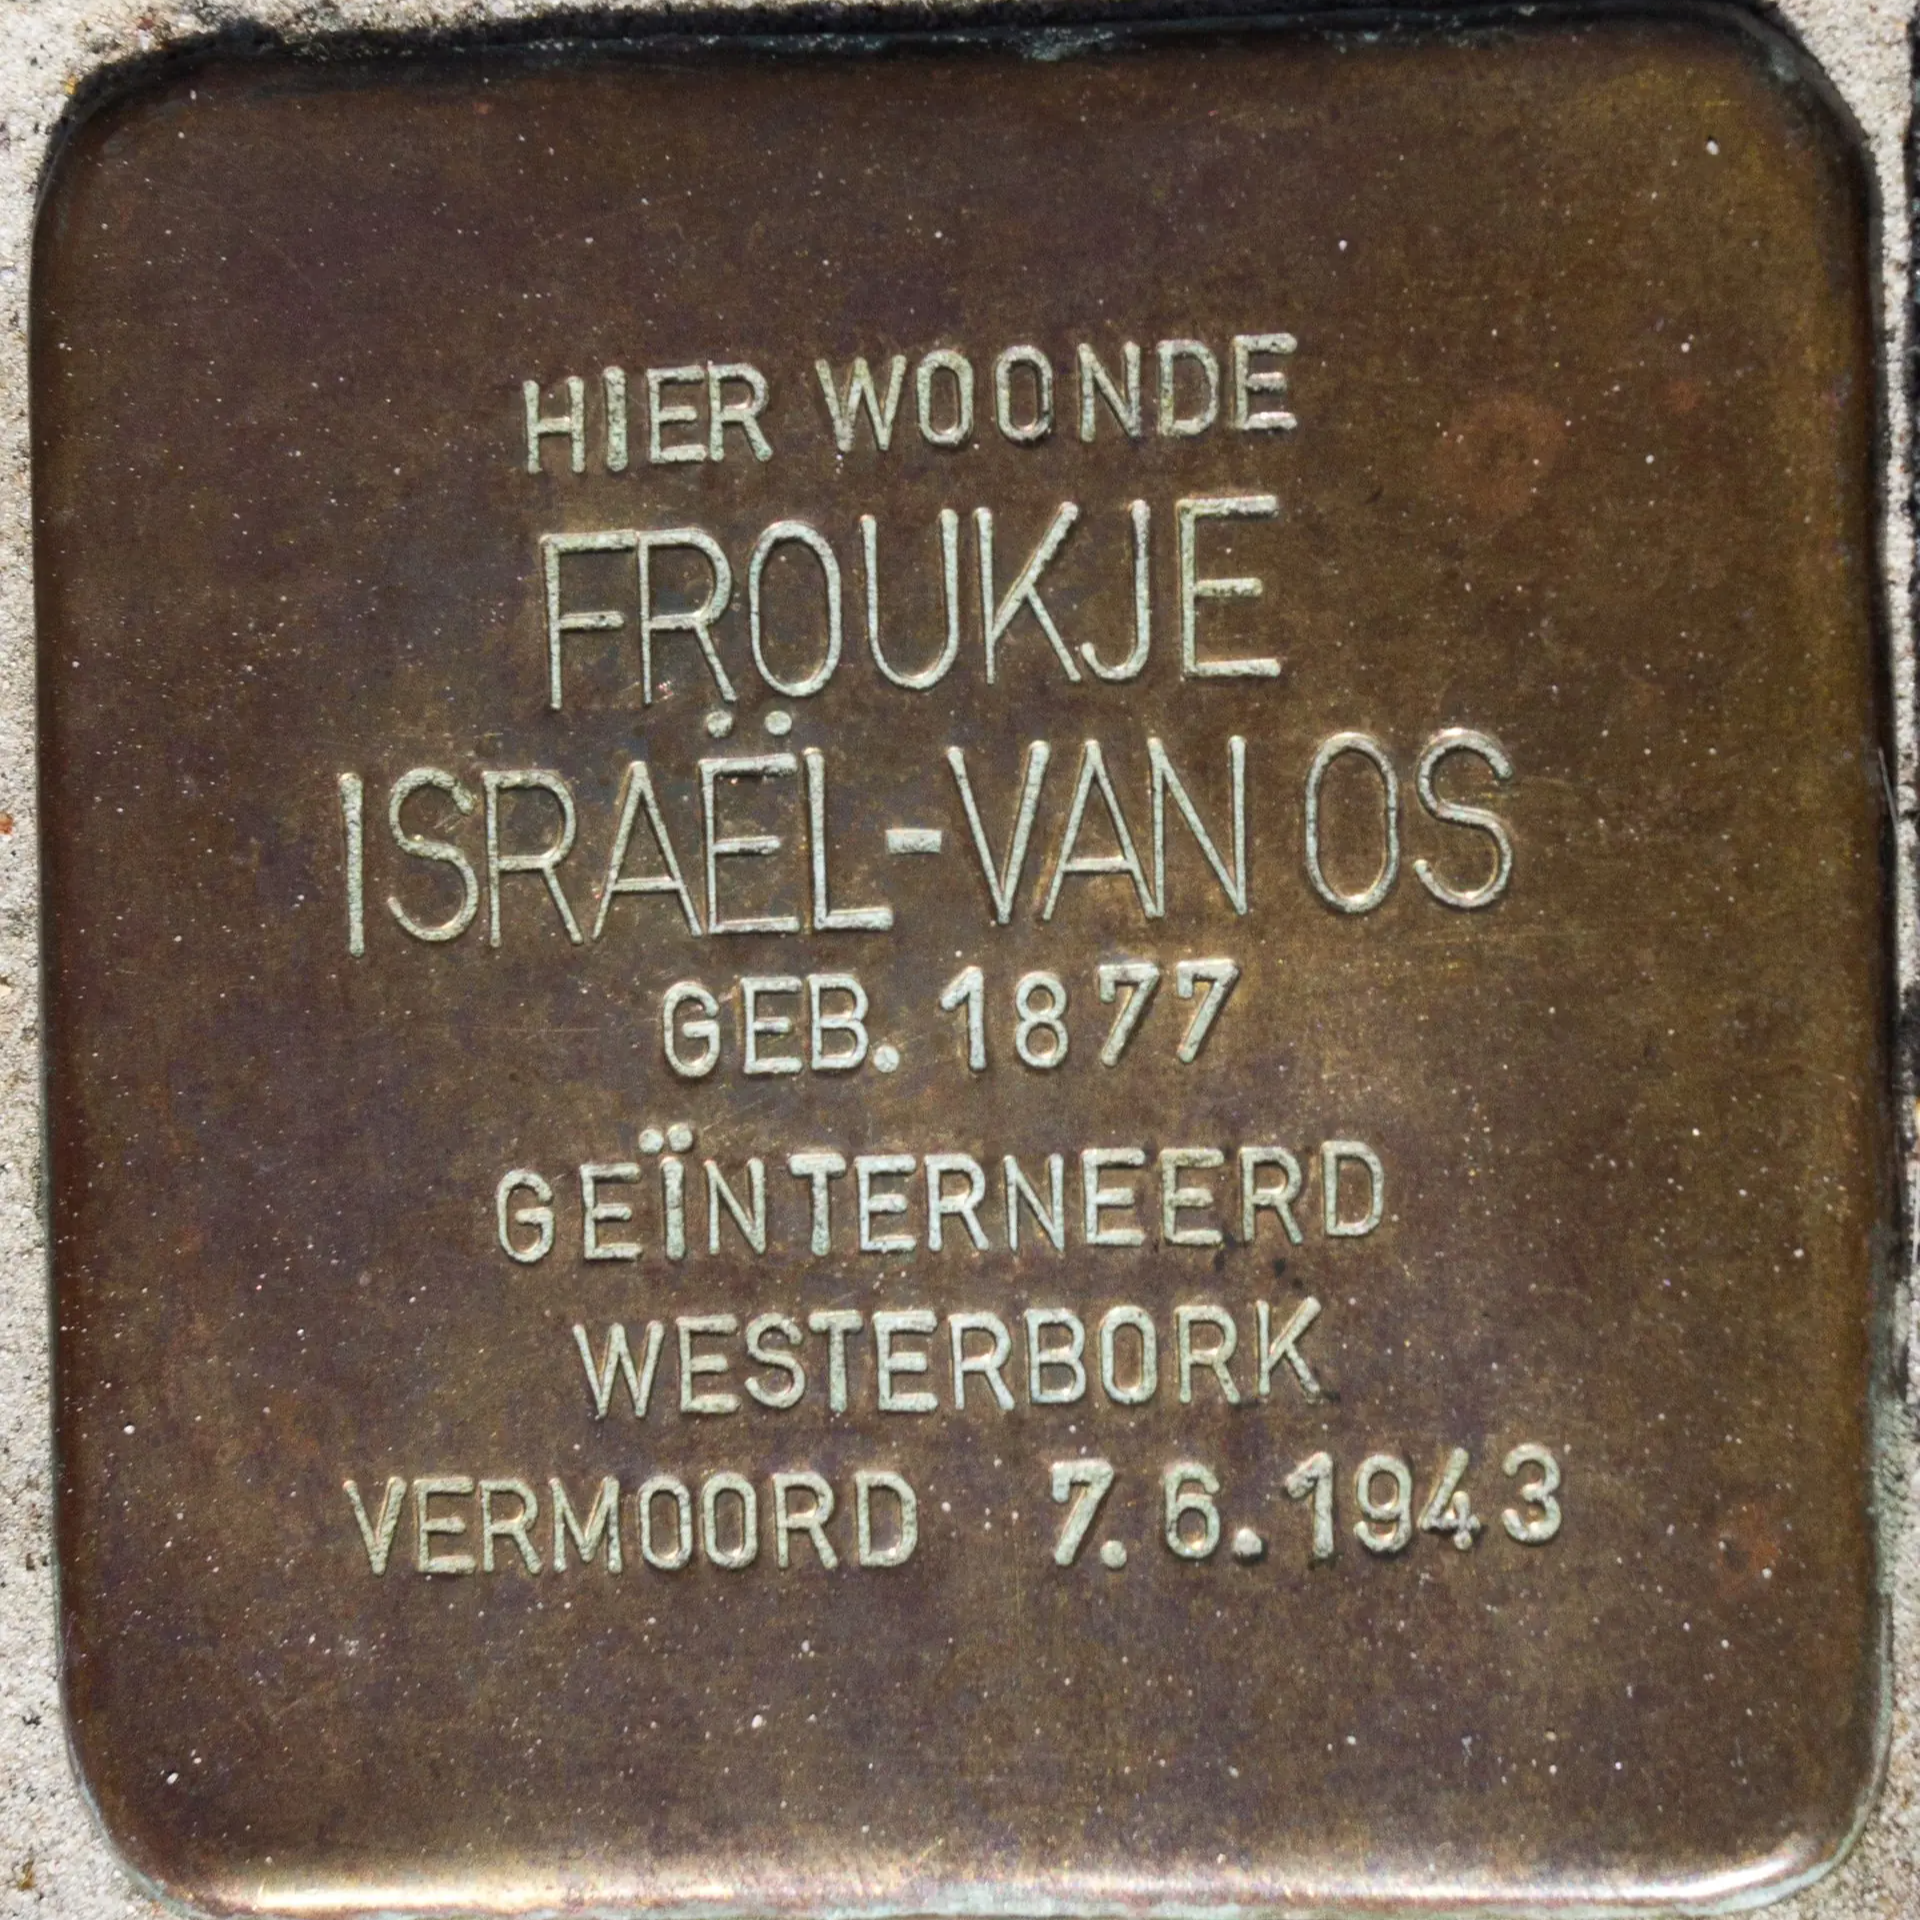 HIER WOONDE
FROUKJE
ISRAËL-VAN OS
GEB. 1877
GEÏNTERNEERD
WESTERBORK
VERMOORD 7.6.1943